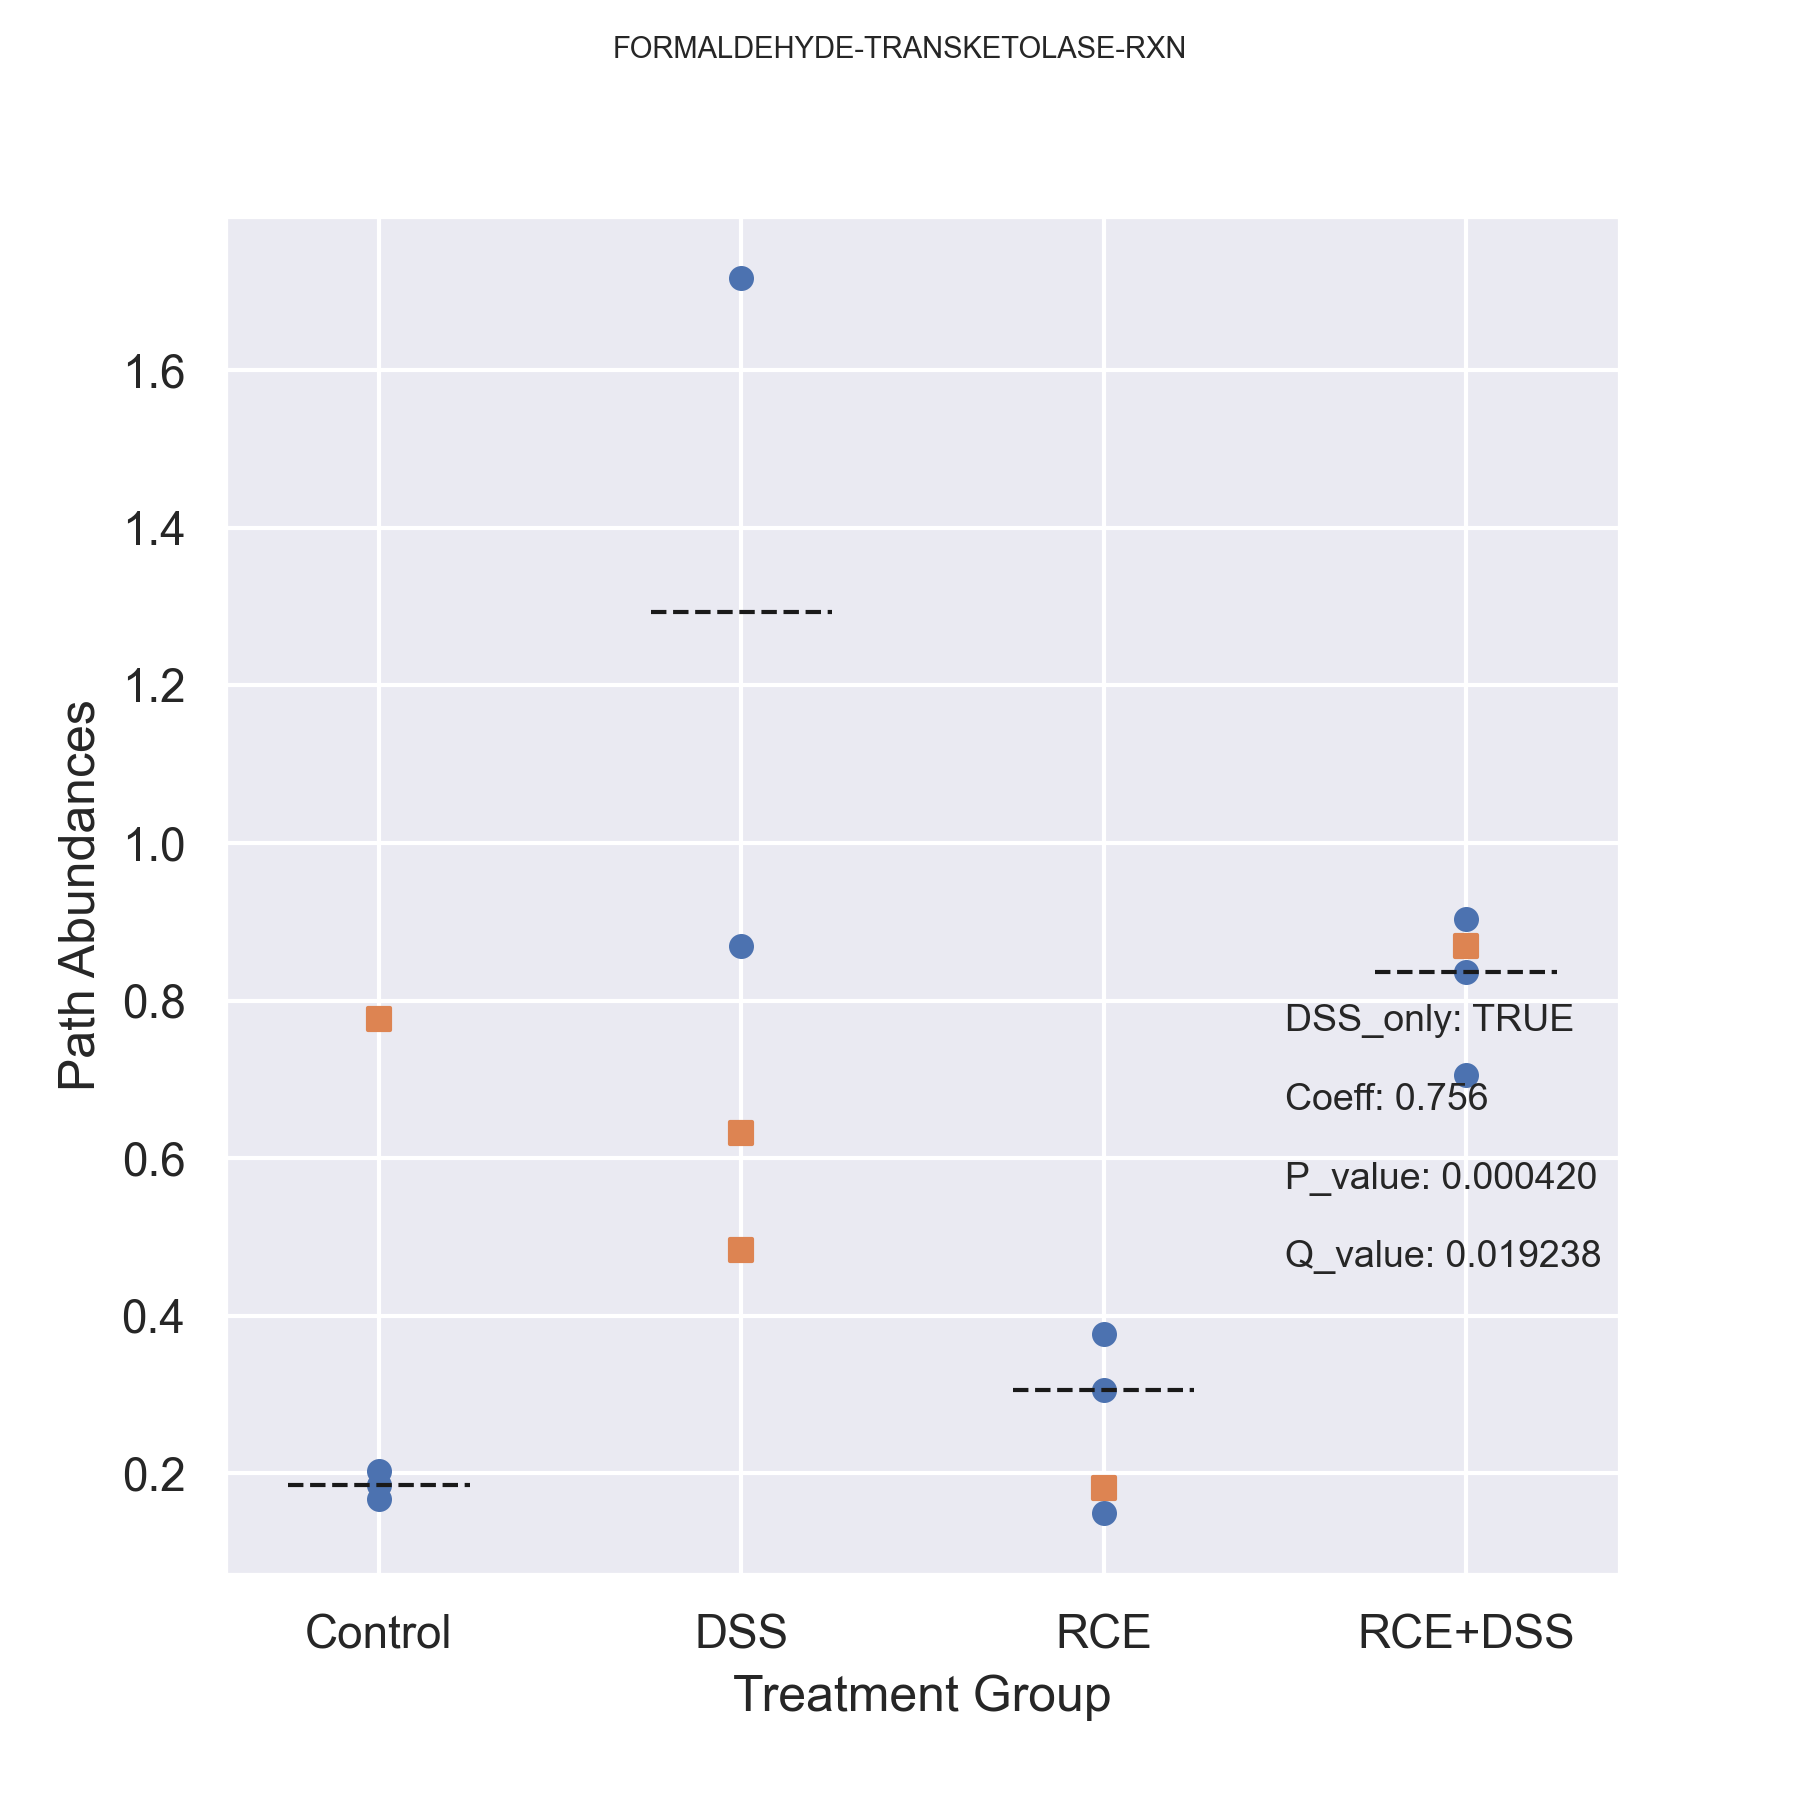 FORMALDEHYDE-TRANSKETOLASE-RXN
Path Abundances
1.6
1.4
1.2
1.0
0.8
0.6
0.4
0.2
DSS_only: TRUE
Coeff: 0.756
P_value: 0.000420
Q_value: 0.019238
Control
DSS
RCE
RCE+DSS
Treatment Group